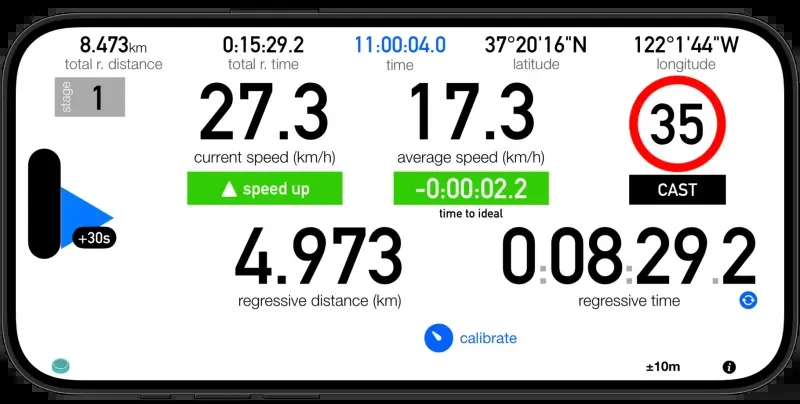 8.473km 0:15:29.2 11:00:04.0 37°20'16"N 122°1'44"W
total r. distance total r. time time latitude longitude
stage 1
27.3 17.3 35
current speed (km/h) average speed (km/h)
speed up -0:00:02.2 CAST
time to ideal
+30s
4.973 0:08:29.2
regressive distance (km) regressive time
calibrate
±10m i